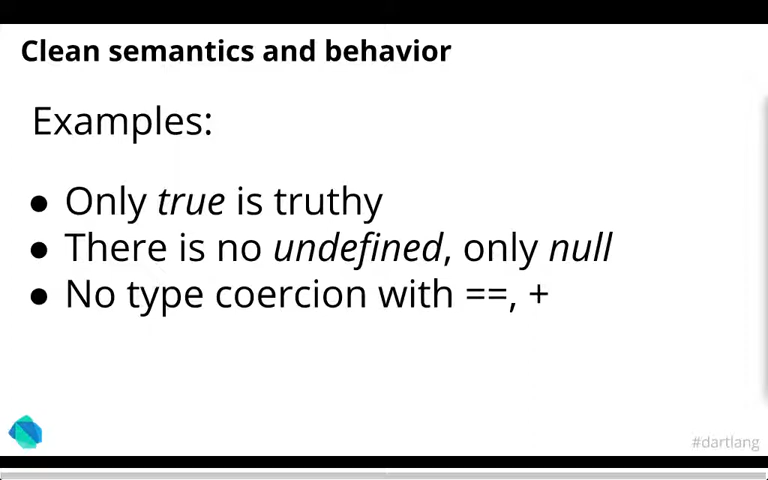 Clean semantics and behavior
Examples:
● Only true is truthy
● There is no undefined, only null
● No type coercion with ==, +
#dartlang